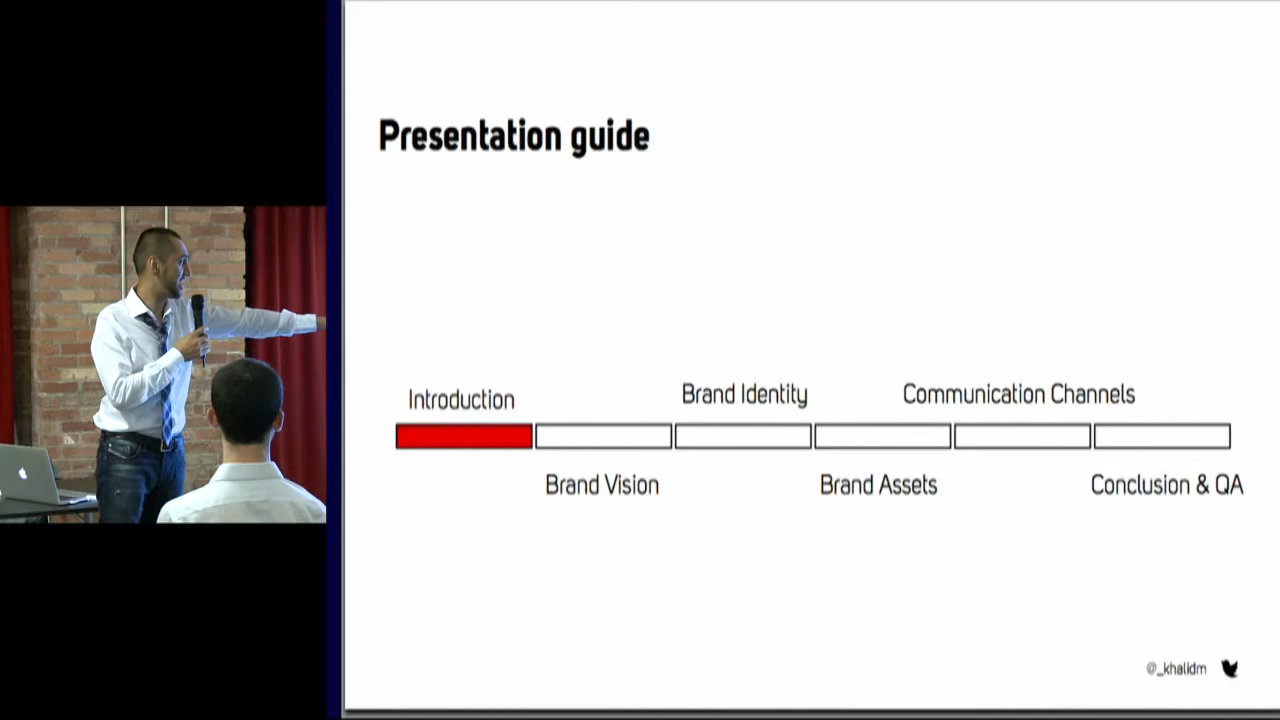 Presentation guide
Introduction
Brand Identity
Communication Channels
Brand Vision
Brand Assets
Conclusion & QA
@_khalidm